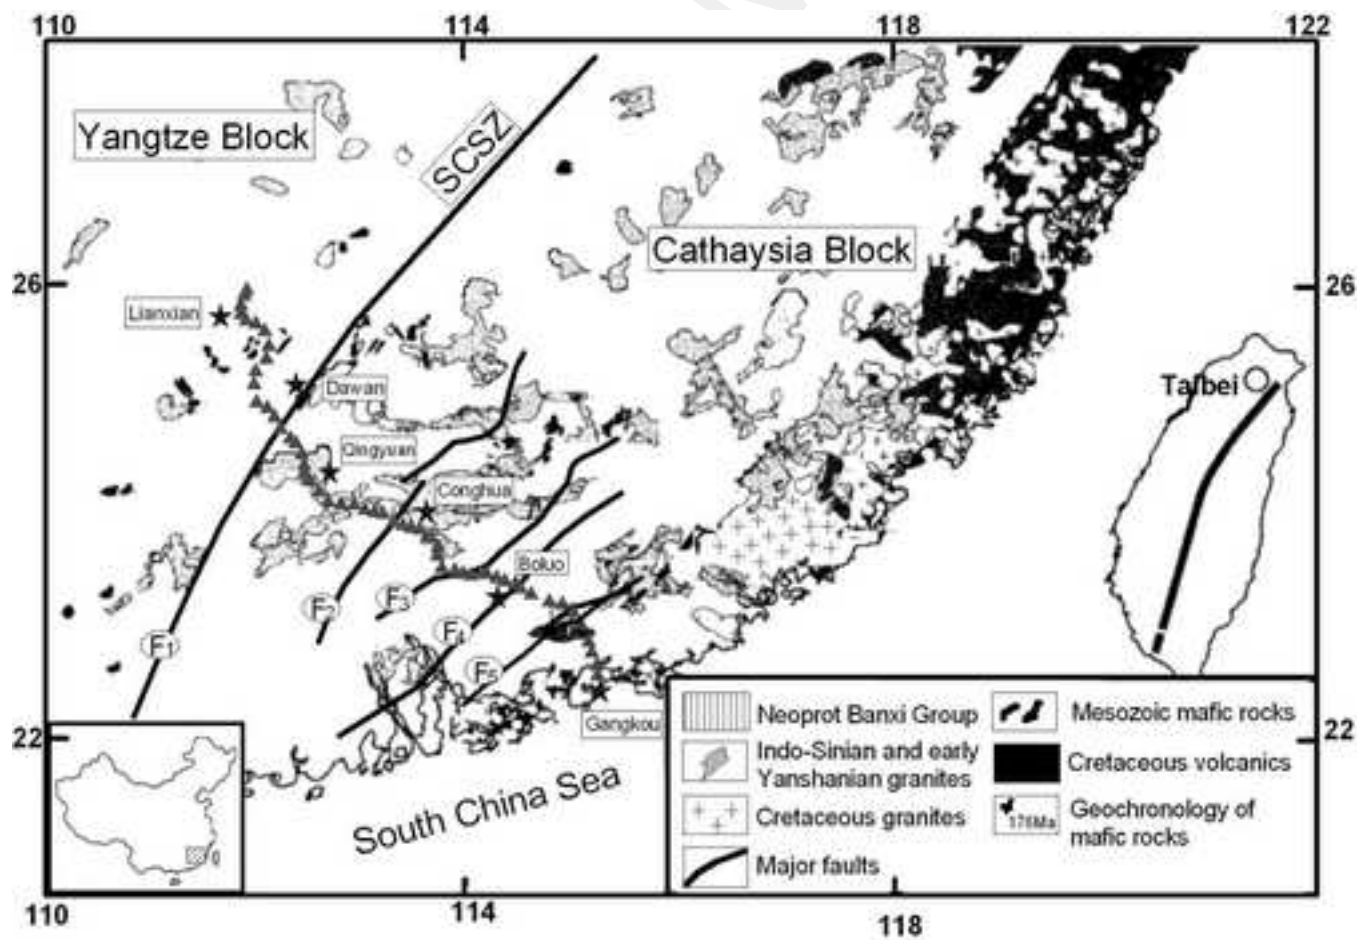 110
114
118
122
Yangtze Block
SCSZ
Cathaysia Block
26
26
Lianxian
Dawan
Taibei
Qingyuan
Conghua
Boluo
F2
F3
F4
F1
F5
Gangkou
22
22
South China Sea
Neoprot Banxi Group
Indo-Sinian and early
Yanshanian granites
Cretaceous granites
Major faults
Mesozoic mafic rocks
Cretaceous volcanics
176Ma
Geochronology of
mafic rocks
110
114
118